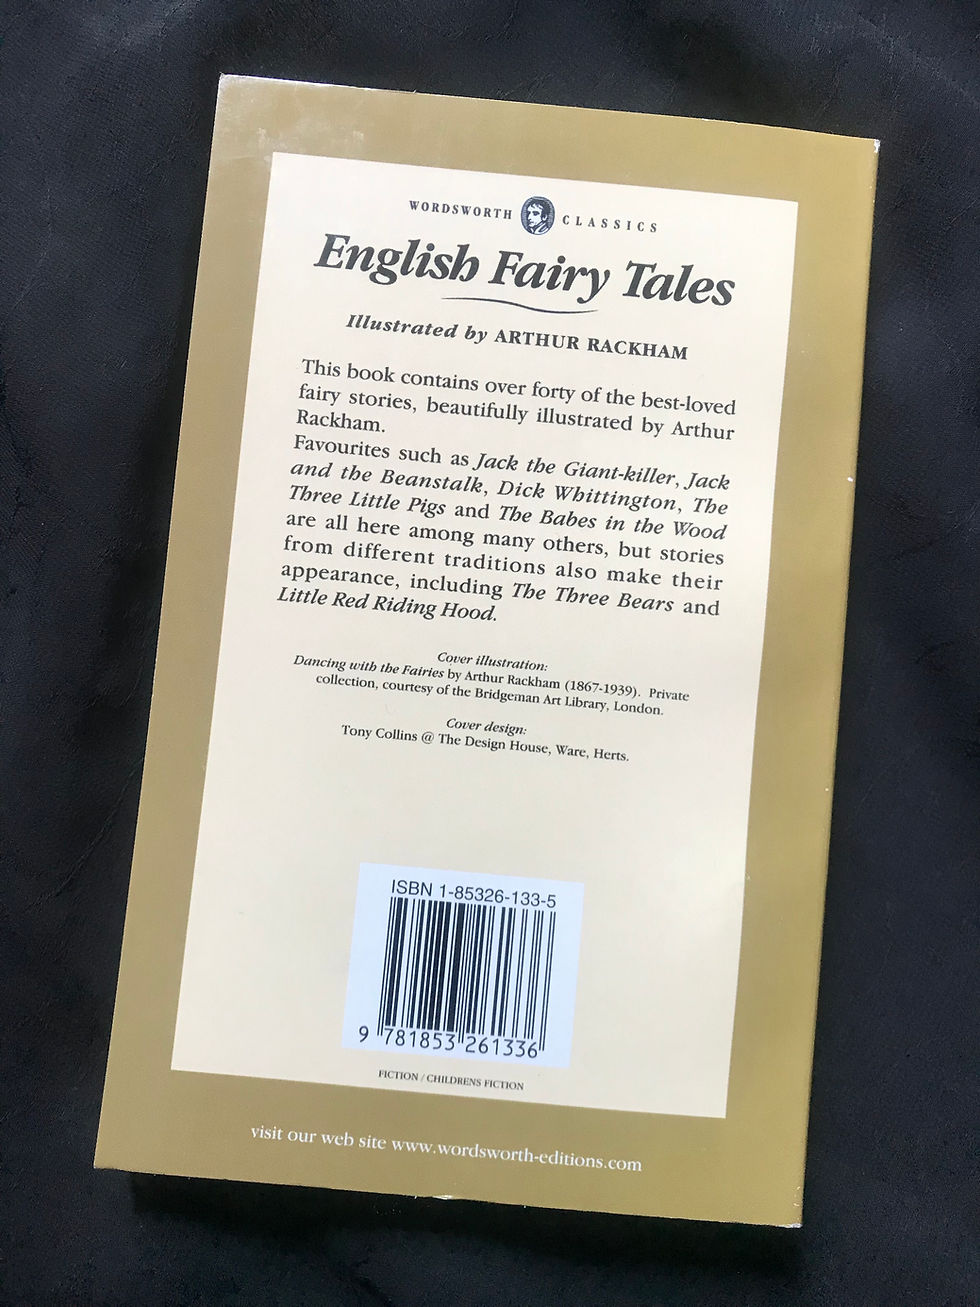 WORDSWORTH CLASSICS
English Fairy Tales
Illustrated by ARTHUR RACKHAM
This book contains over forty of the best-loved
fairy stories, beautifully illustrated by Arthur
Rackham.
Favourites such as Jack the Giant-killer, Jack
and the Beanstalk, Dick Whittington, The
Three Little Pigs and The Babes in the Wood
are all here among many others, but stories
from different traditions also make their
appearance, including The Three Bears and
Little Red Riding Hood.
Cover illustration:
Dancing with the Fairies by Arthur Rackham (1867-1939). Private
collection, courtesy of the Bridgeman Art Library, London.
Cover design:
Tony Collins @ The Design House, Ware, Herts.
ISBN 1-85326-133-5
9 781853 261336
FICTION / CHILDRENS FICTION
visit our web site www.wordsworth-editions.com